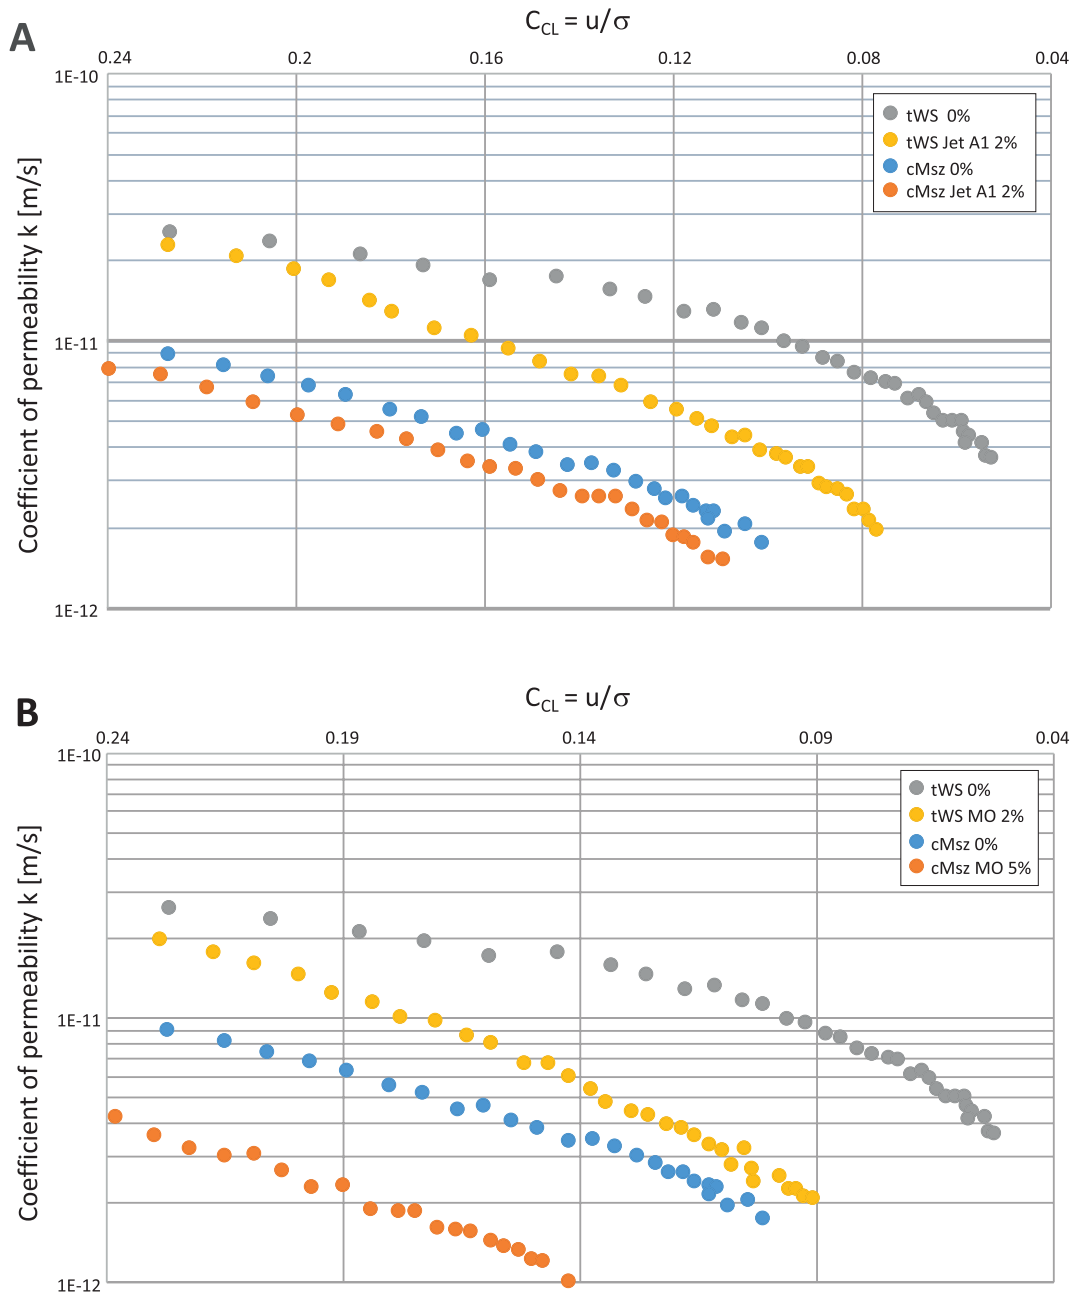 A
C_CL = u/σ
0.24 0.2 0.16 0.12 0.08 0.04
1E-10
1E-11
1E-12
Coefficient of permeability k [m/s]
tWS 0%
tWS Jet A1 2%
cMsz 0%
cMsz Jet A1 2%
B
C_CL = u/σ
0.24 0.19 0.14 0.09 0.04
1E-10
1E-11
1E-12
Coefficient of permeability k [m/s]
tWS 0%
tWS MO 2%
cMsz 0%
cMsz MO 5%